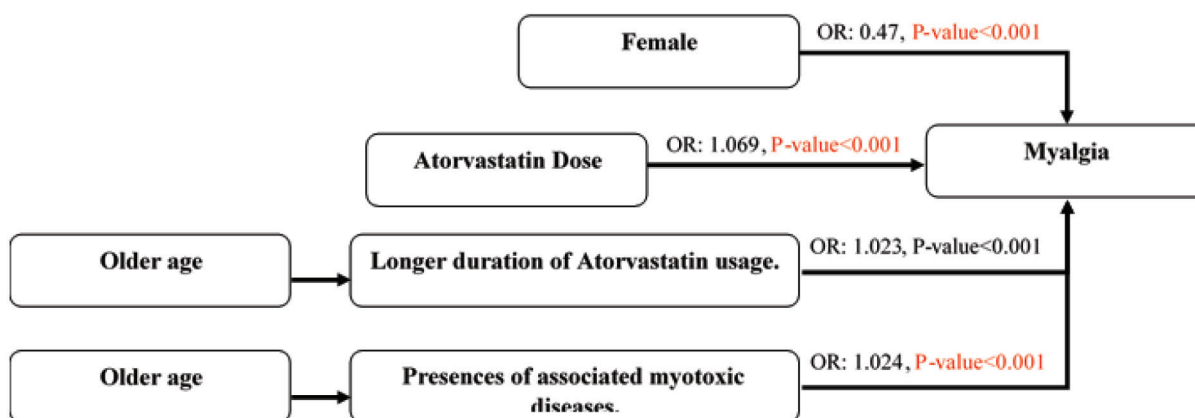 Female
OR: 0.47, P-value<0.001
Atorvastatin Dose
OR: 1.069, P-value<0.001
Myalgia
Older age
Longer duration of Atorvastatin usage.
OR: 1.023, P-value<0.001
Older age
Presences of associated myotoxic
diseases.
OR: 1.024, P-value<0.001